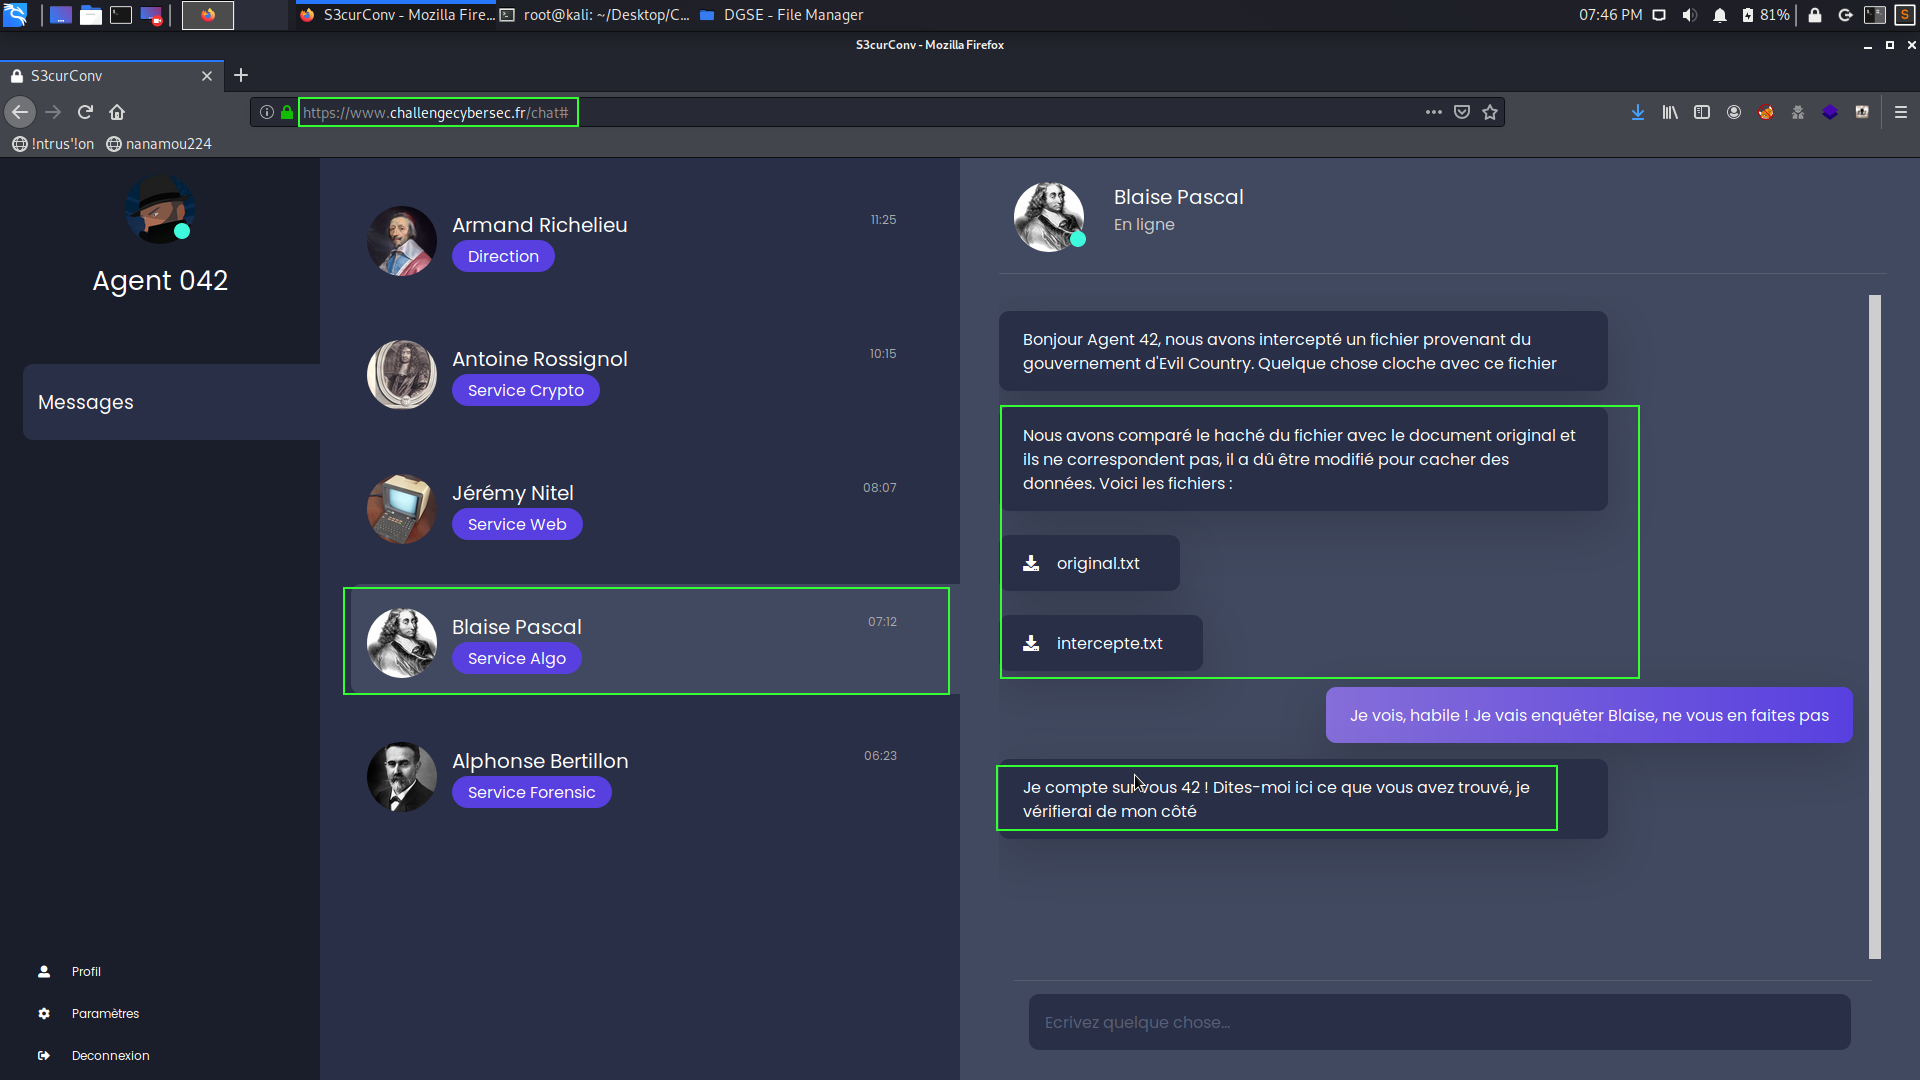 S3curConv - Mozilla Fire...
root@kali: ~/Desktop/C...
DGSE - File Manager
07:46 PM
81%
S3curConv - Mozilla Firefox
S3curConv
https://www.challengecybersec.fr/chat#
!ntrus'!on
nanamou224
Agent 042
Messages
Profil
Paramètres
Deconnexion
Armand Richelieu
11:25
Direction
Antoine Rossignol
10:15
Service Crypto
Jérémy Nitel
08:07
Service Web
Blaise Pascal
07:12
Service Algo
Alphonse Bertillon
06:23
Service Forensic
Blaise Pascal
En ligne
Bonjour Agent 42, nous avons intercepté un fichier provenant du
gouvernement d'Evil Country. Quelque chose cloche avec ce fichier
Nous avons comparé le haché du fichier avec le document original et
ils ne correspondent pas, il a dû être modifié pour cacher des
données. Voici les fichiers :
original.txt
intercepte.txt
Je vois, habile ! Je vais enquêter Blaise, ne vous en faites pas
Je compte sur vous 42 ! Dites-moi ici ce que vous avez trouvé, je
vérifierai de mon côté
Ecrivez quelque chose...